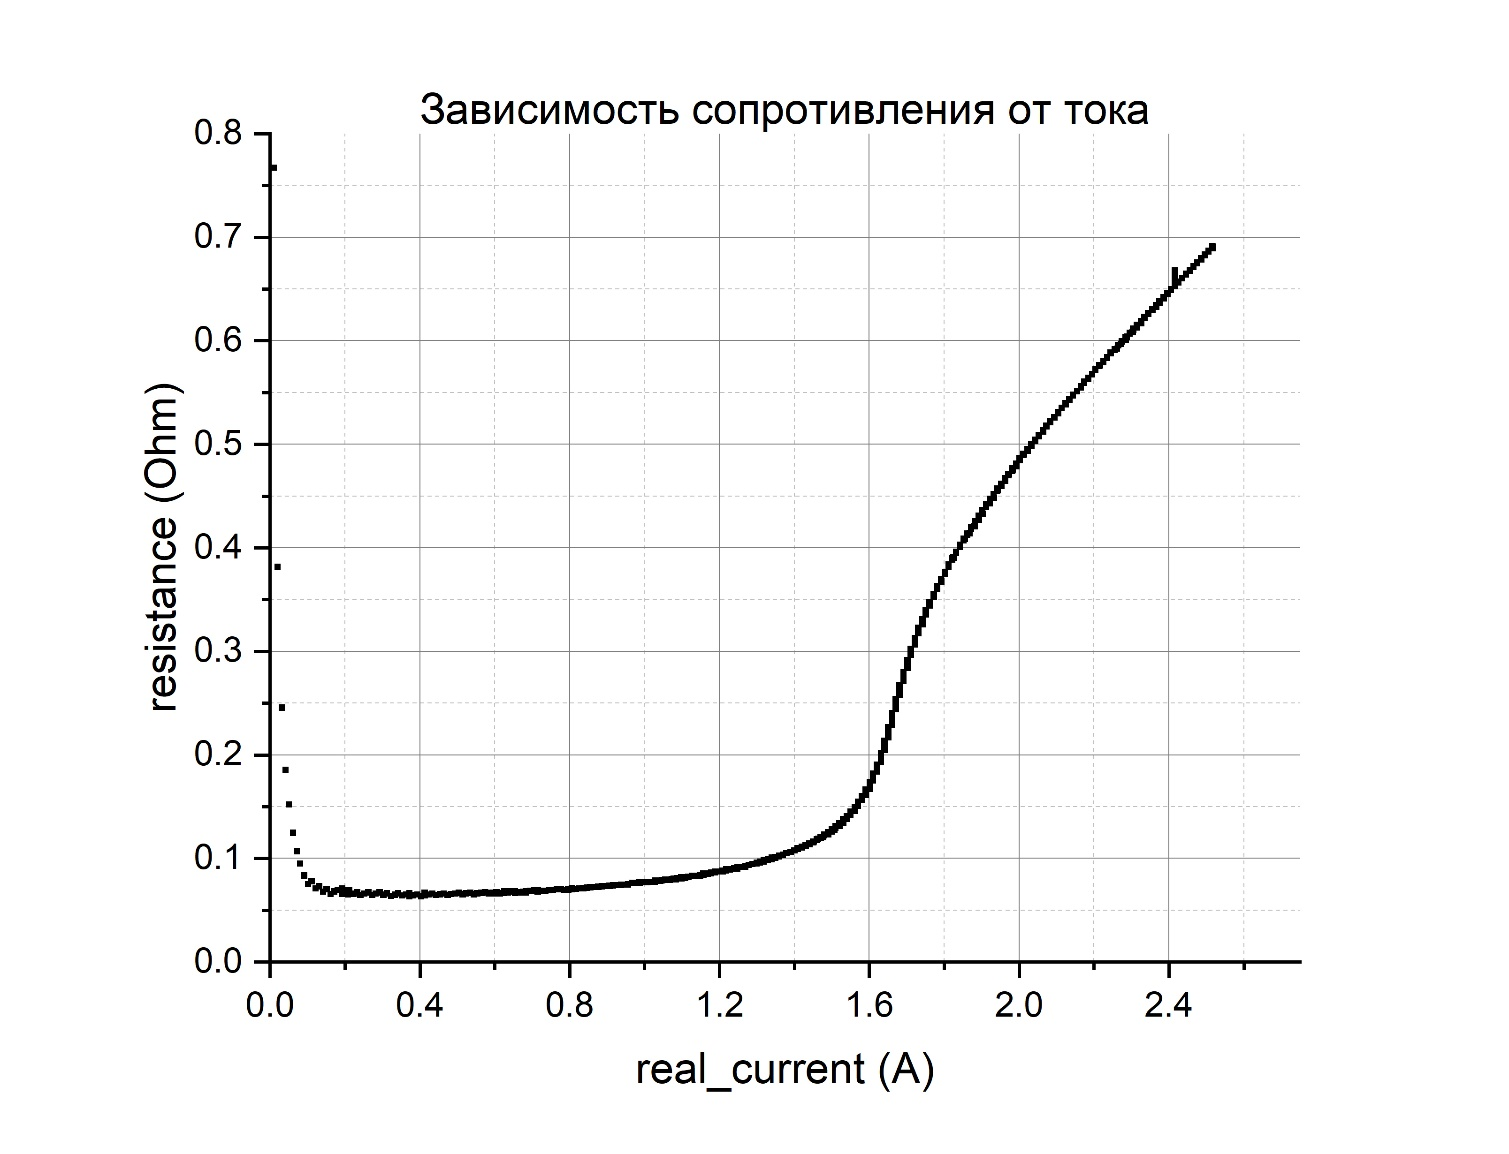 Зависимость сопротивления от тока
0.8
0.7
0.6
0.5
0.4
0.3
0.2
0.1
0.0
resistance (Ohm)
0.0 0.4 0.8 1.2 1.6 2.0 2.4
real_current (A)